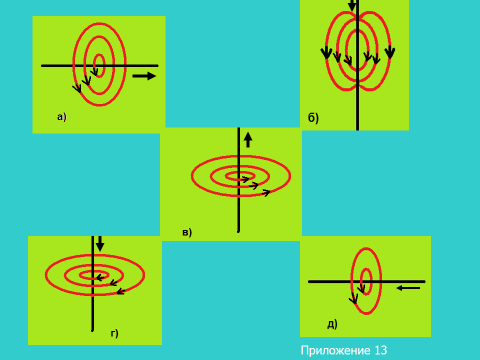 а)
б)
в)
г)
д)
Приложение 13